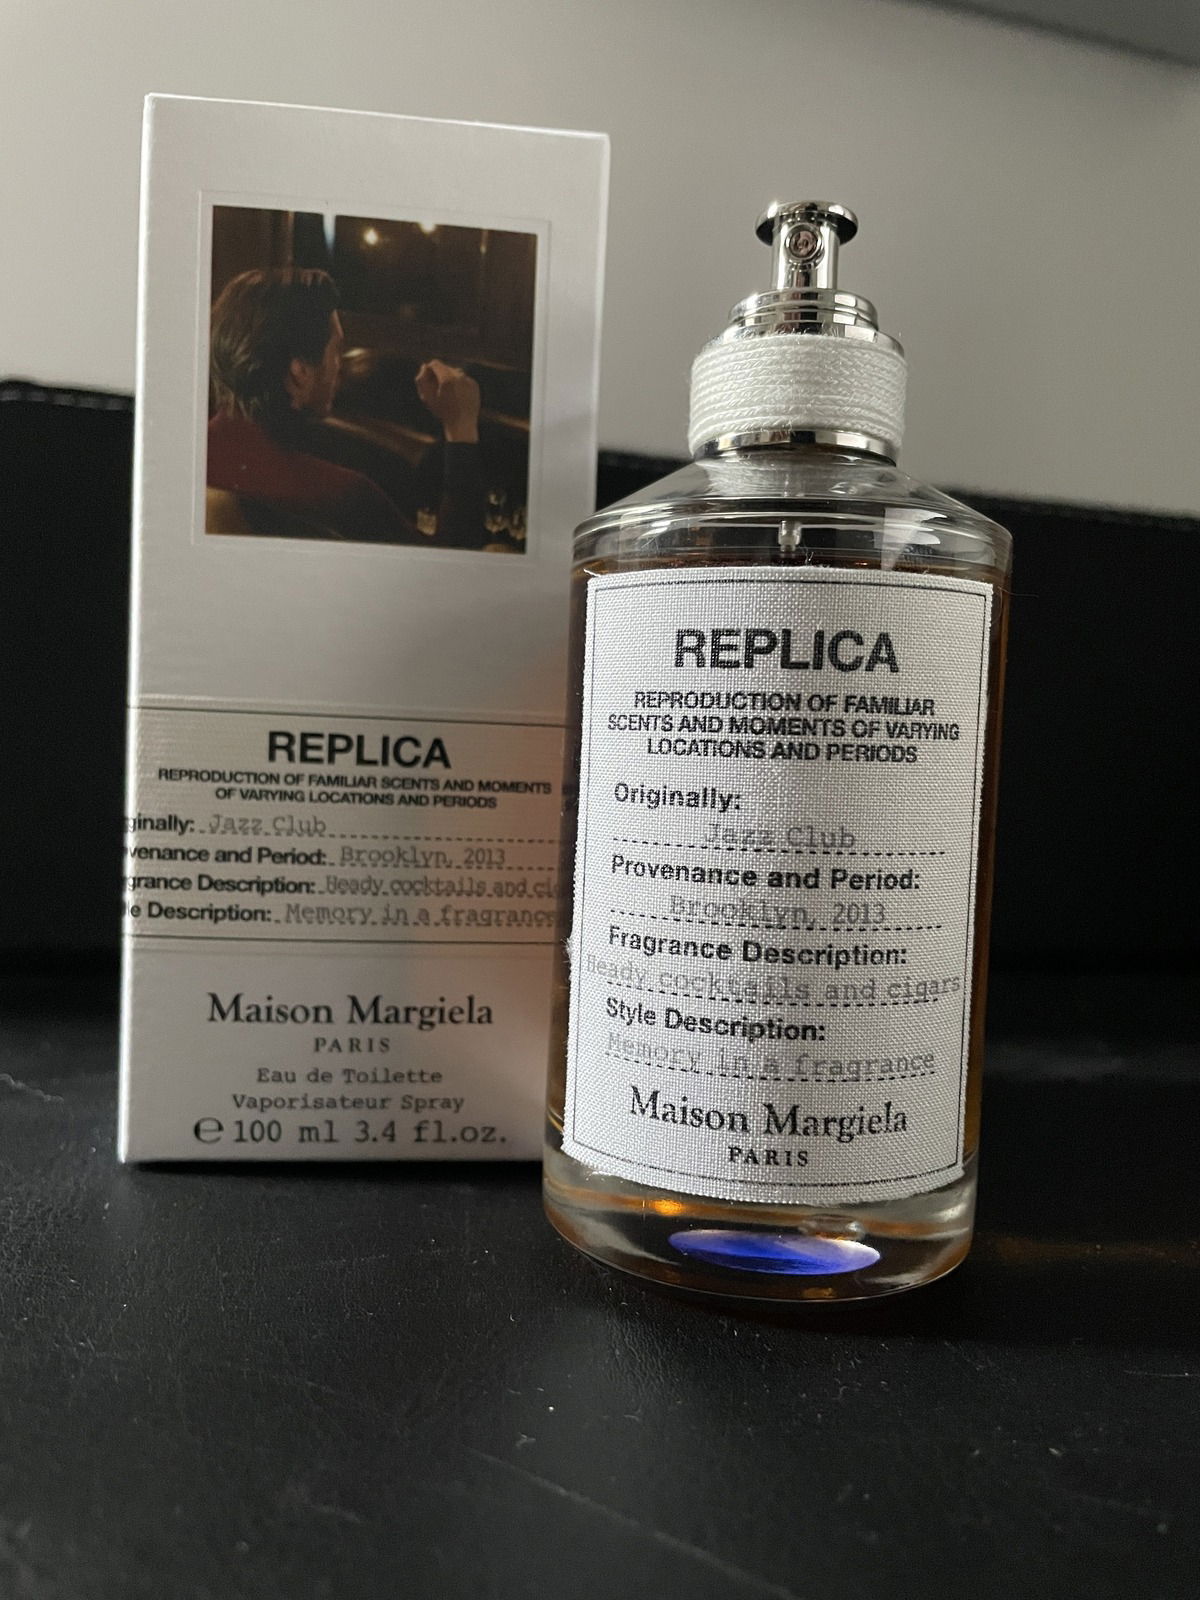 REPLICA
REPRODUCTION OF FAMILIAR SCENTS AND MOMENTS
OF VARYING LOCATIONS AND PERIODS
ginally: Jazz Club
venance and Period: Brooklyn, 2013
grance Description: Heady cocktails and ci
le Description: Memory in a fragrance
Maison Margiela
PARIS
Eau de Toilette
Vaporisateur Spray
℮ 100 ml 3.4 fl.oz.
REPLICA
REPRODUCTION OF FAMILIAR
SCENTS AND MOMENTS OF VARYING
LOCATIONS AND PERIODS
Originally:
Jazz Club
Provenance and Period:
Brooklyn, 2013
Fragrance Description:
Heady cocktails and cigars
Style Description:
Memory in a fragrance
Maison Margiela
PARIS